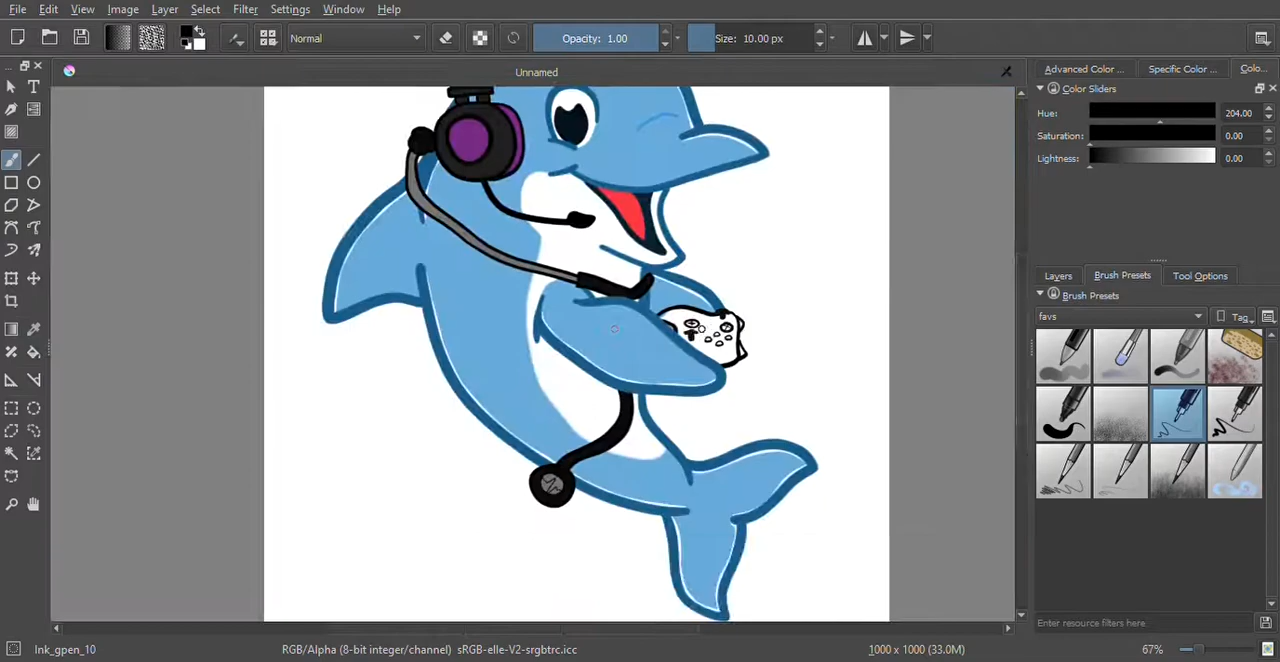 File Edit View Image Layer Select Filter Settings Window Help
Normal Opacity: 1.00 Size: 10.00 px
Unnamed
Advanced Color ... Specific Color ... Colo...
Color Sliders
Hue: 204.00
Saturation: 0.00
Lightness: 0.00
Layers Brush Presets Tool Options
Brush Presets
favs Tag
Enter resource filters here
Ink_gpen_10 RGB/Alpha (8-bit integer/channel) sRGB-elle-V2-srgbtrc.icc 1000 x 1000 (33.0M) 67%